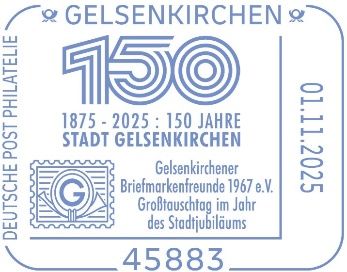 GELSENKIRCHEN
DEUTSCHE POST PHILATELIE
150
1875 - 2025 : 150 JAHRE
STADT GELSENKIRCHEN
G
Gelsenkirchener
Briefmarkenfreunde 1967 e.V.
Großtauschtag im Jahr
des Stadtjubiläums
01.11.2025
45883